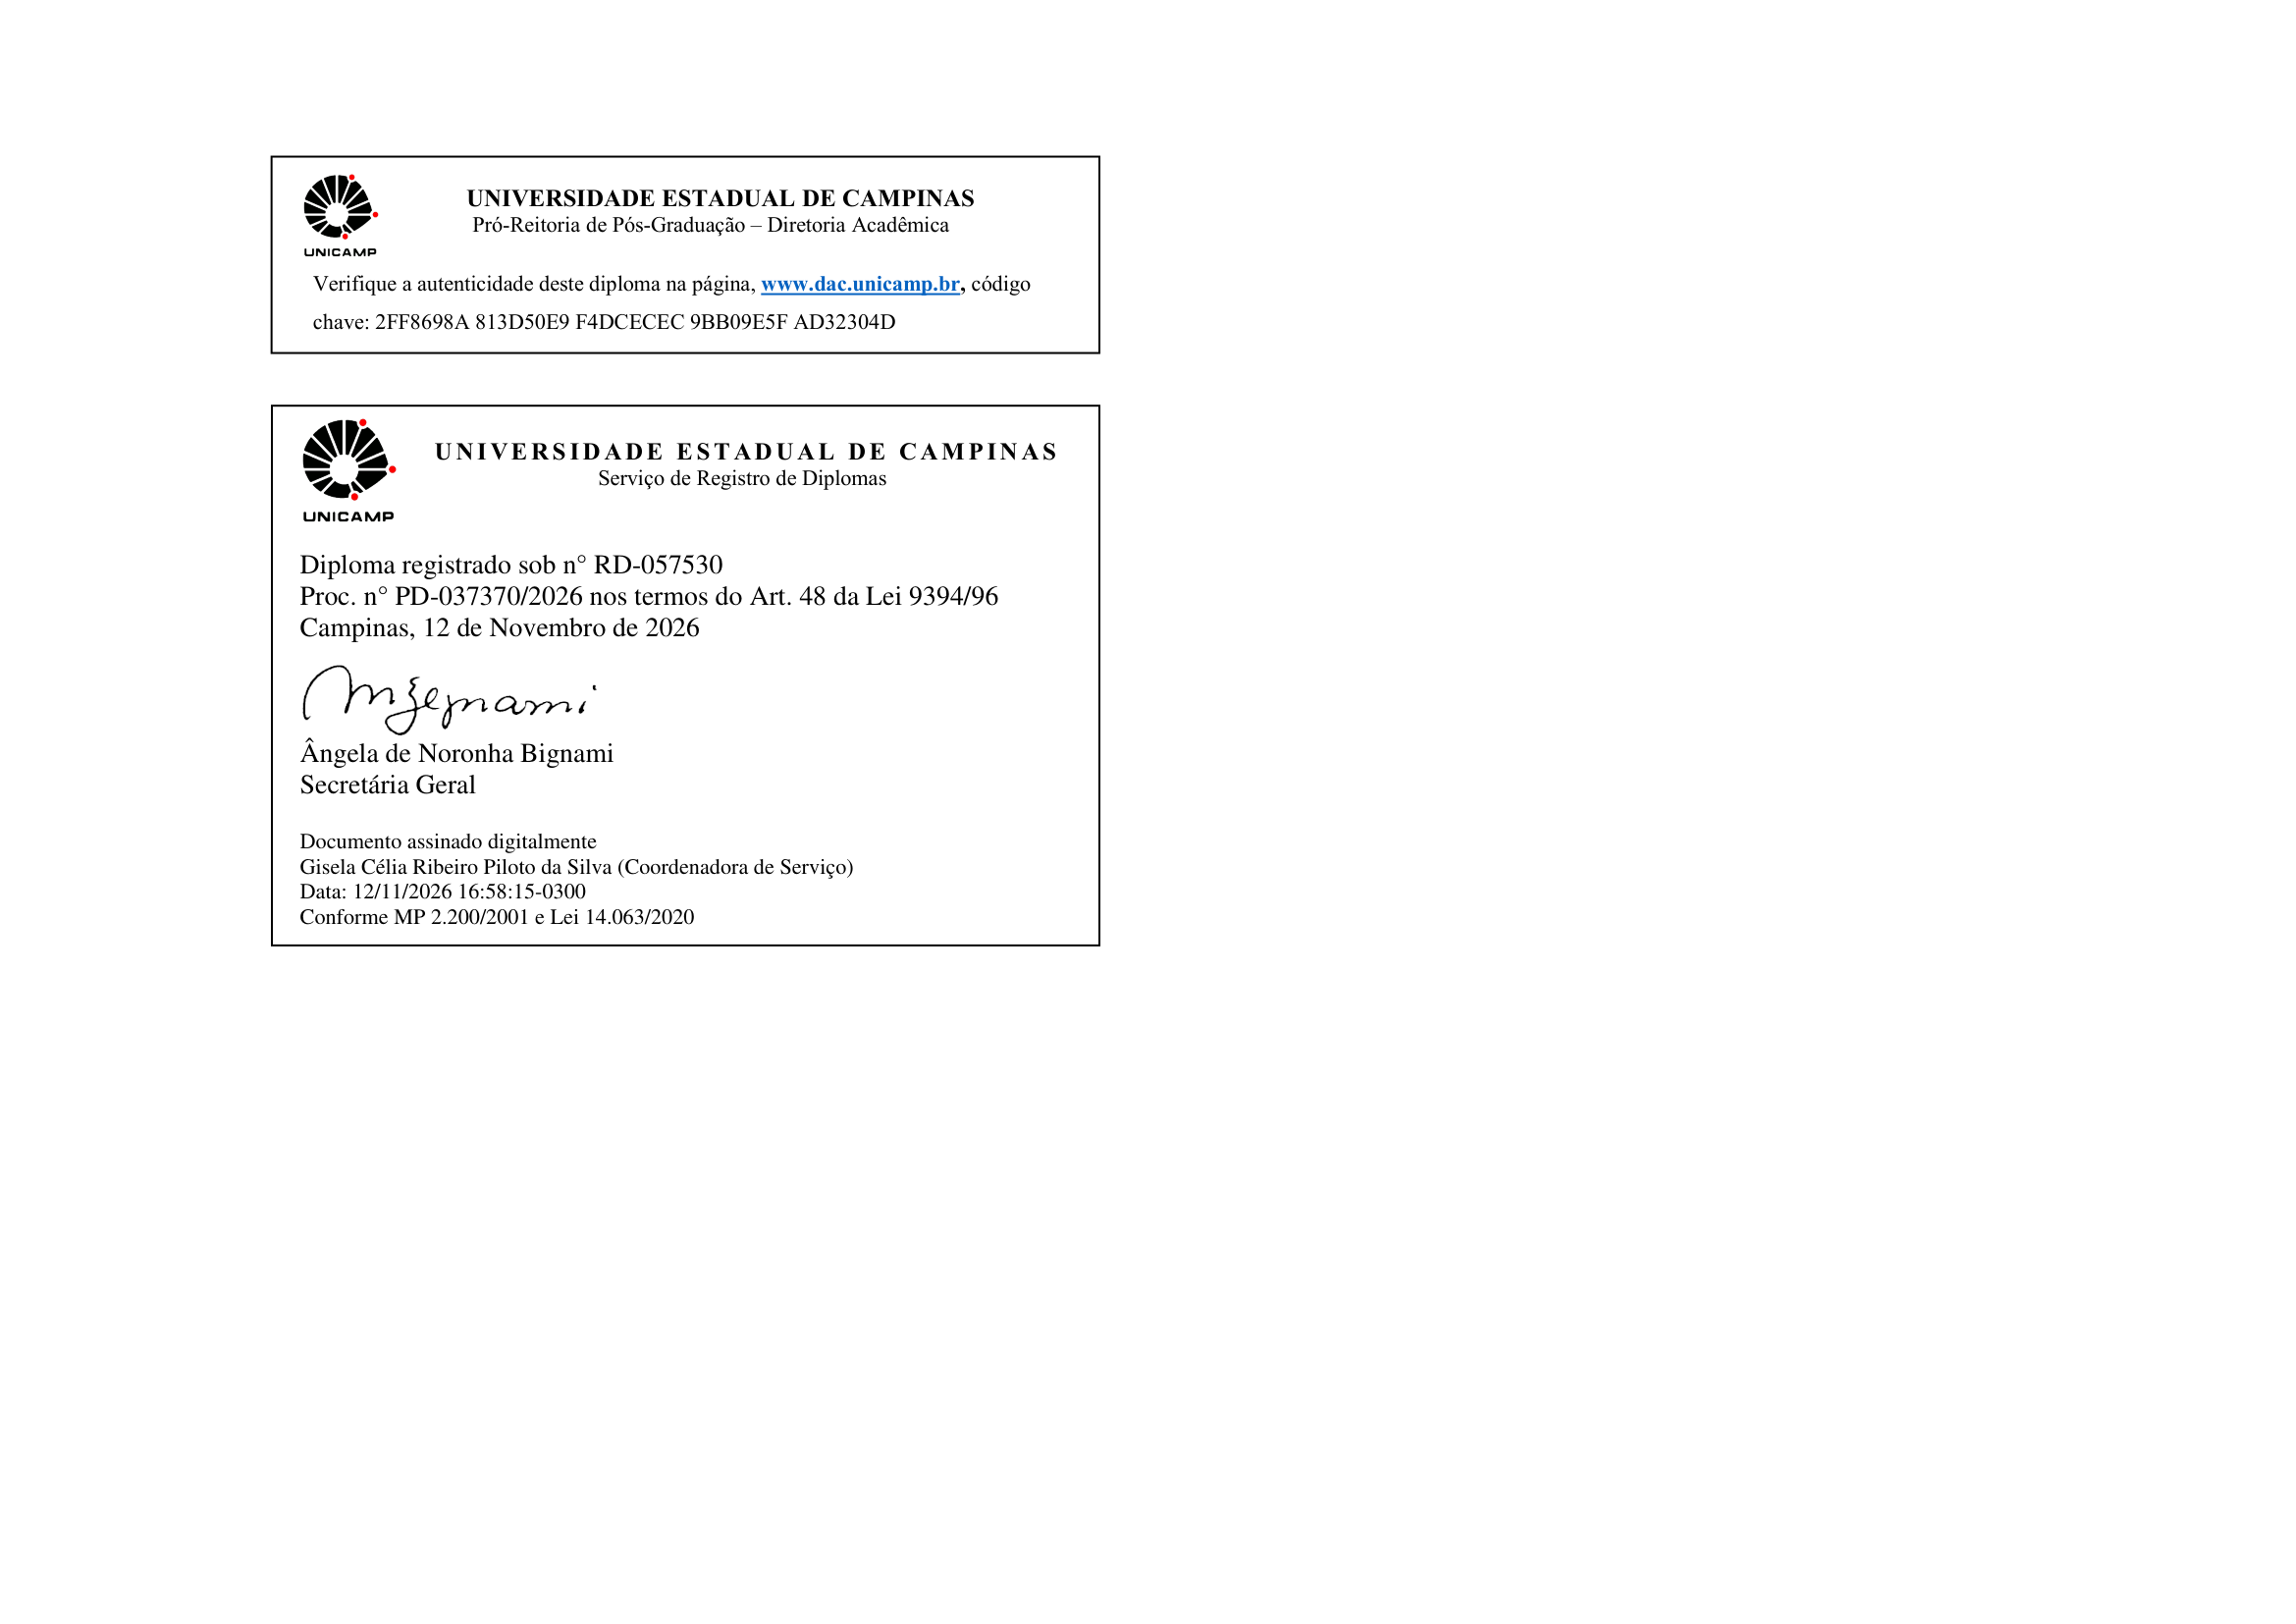 UNICAMP
UNIVERSIDADE ESTADUAL DE CAMPINAS
Pró-Reitoria de Pós-Graduação – Diretoria Acadêmica
Verifique a autenticidade deste diploma na página, www.dac.unicamp.br, código
chave: 2FF8698A 813D50E9 F4DCECEC 9BB09E5F AD32304D
UNICAMP
UNIVERSIDADE ESTADUAL DE CAMPINAS
Serviço de Registro de Diplomas
Diploma registrado sob n° RD-057530
Proc. n° PD-037370/2026 nos termos do Art. 48 da Lei 9394/96
Campinas, 12 de Novembro de 2026
Ângela de Noronha Bignami
Secretária Geral
Documento assinado digitalmente
Gisela Célia Ribeiro Piloto da Silva (Coordenadora de Serviço)
Data: 12/11/2026 16:58:15-0300
Conforme MP 2.200/2001 e Lei 14.063/2020